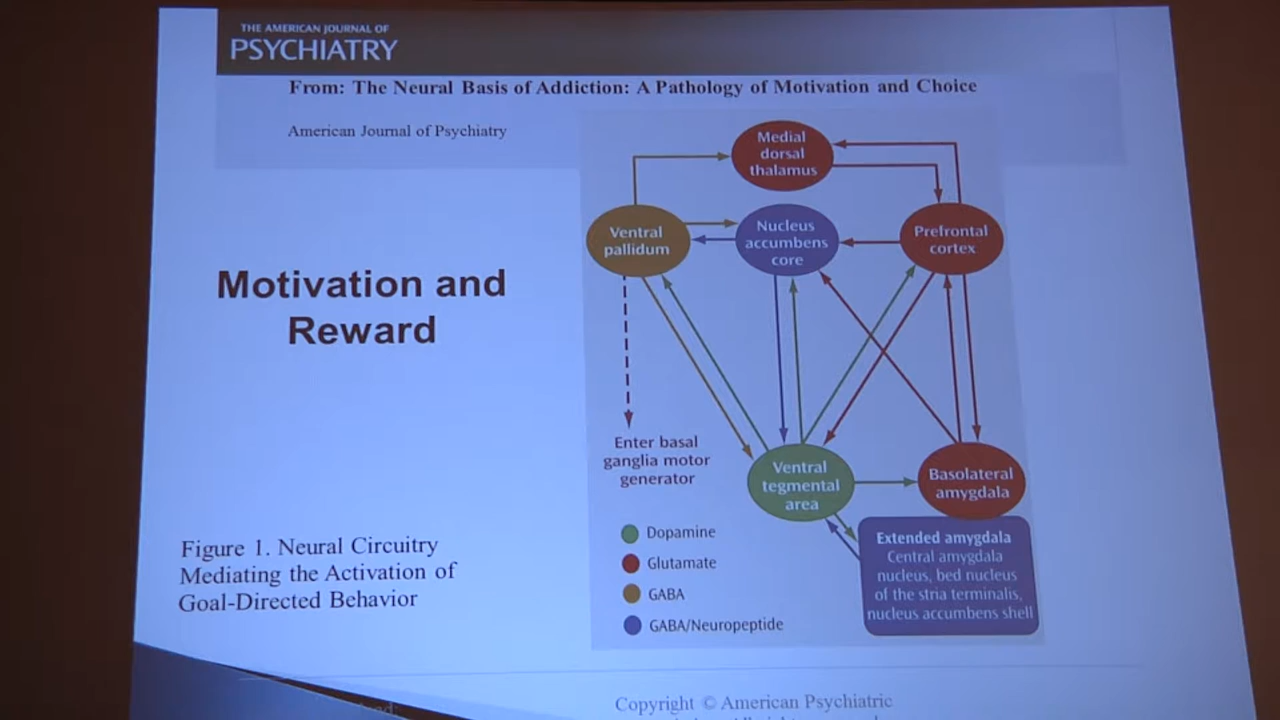 THE AMERICAN JOURNAL OF
PSYCHIATRY
From: The Neural Basis of Addiction: A Pathology of Motivation and Choice
American Journal of Psychiatry
Motivation and
Reward
Medial
dorsal
thalamus
Ventral
pallidum
Nucleus
accumbens
core
Prefrontal
cortex
Enter basal
ganglia motor
generator
Ventral
tegmental
area
Basolateral
amygdala
Extended amygdala
Central amygdala
nucleus, bed nucleus
of the stria terminalis,
nucleus accumbens shell
Dopamine
Glutamate
GABA
GABA/Neuropeptide
Figure 1. Neural Circuitry
Mediating the Activation of
Goal-Directed Behavior
Copyright © American Psychiatric